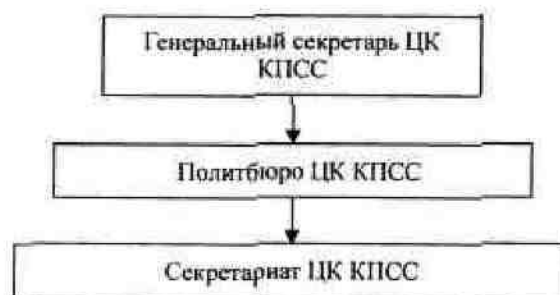 Генеральный секретарь ЦК
КПСС
Политбюро ЦК КПСС
Секретариат ЦК КПСС